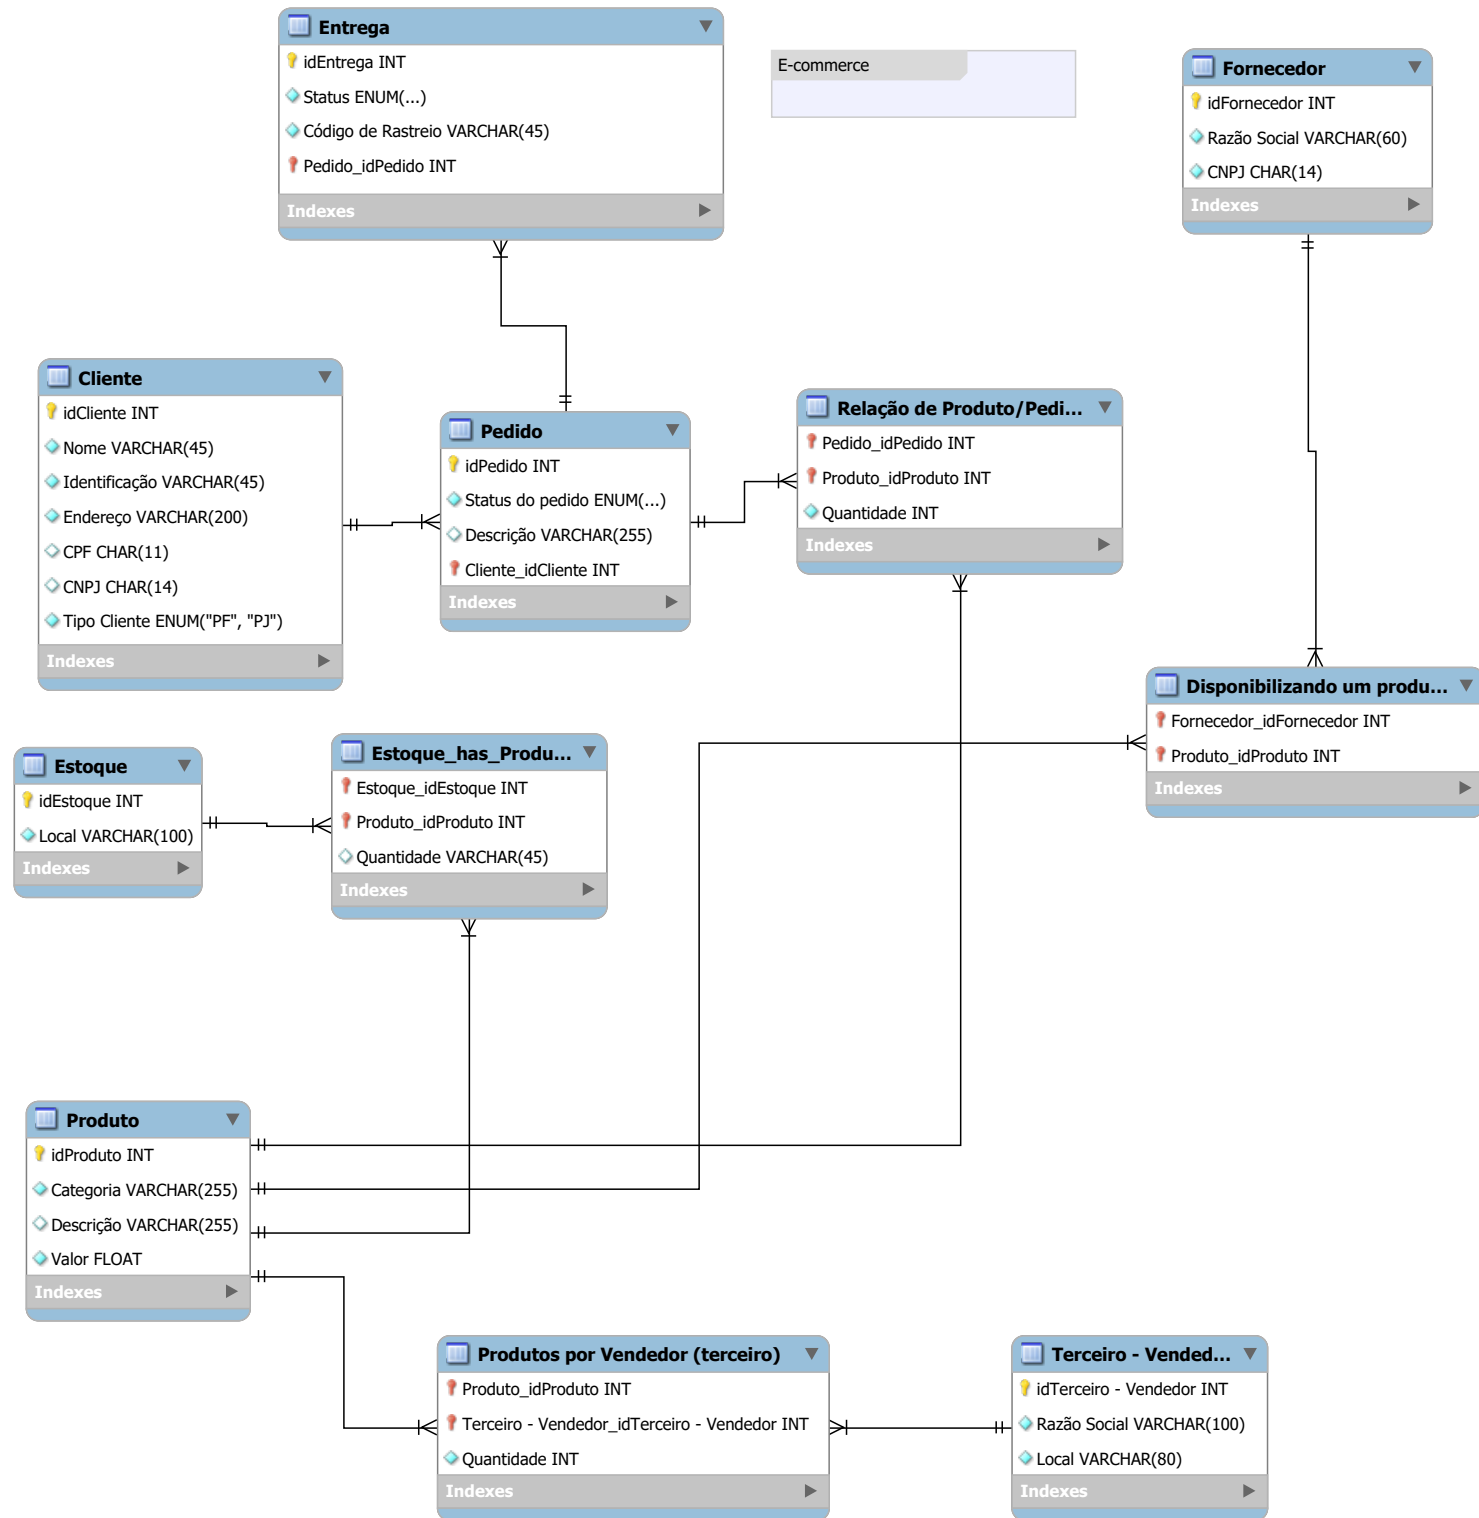 Entrega
idEntrega INT
Status ENUM(...)
Código de Rastreio VARCHAR(45)
Pedido_idPedido INT
Indexes
E-commerce
Fornecedor
idFornecedor INT
Razão Social VARCHAR(60)
CNPJ CHAR(14)
Indexes
Cliente
idCliente INT
Nome VARCHAR(45)
Identificação VARCHAR(45)
Endereço VARCHAR(200)
CPF CHAR(11)
CNPJ CHAR(14)
Tipo Cliente ENUM("PF", "PJ")
Indexes
Pedido
idPedido INT
Status do pedido ENUM(...)
Descrição VARCHAR(255)
Cliente_idCliente INT
Indexes
Relação de Produto/Pedi...
Pedido_idPedido INT
Produto_idProduto INT
Quantidade INT
Indexes
Disponibilizando um produ...
Fornecedor_idFornecedor INT
Produto_idProduto INT
Indexes
Estoque
idEstoque INT
Local VARCHAR(100)
Indexes
Estoque_has_Produ...
Estoque_idEstoque INT
Produto_idProduto INT
Quantidade VARCHAR(45)
Indexes
Produto
idProduto INT
Categoria VARCHAR(255)
Descrição VARCHAR(255)
Valor FLOAT
Indexes
Produtos por Vendedor (terceiro)
Produto_idProduto INT
Terceiro - Vendedor_idTerceiro - Vendedor INT
Quantidade INT
Indexes
Terceiro - Vended...
idTerceiro - Vendedor INT
Razão Social VARCHAR(100)
Local VARCHAR(80)
Indexes